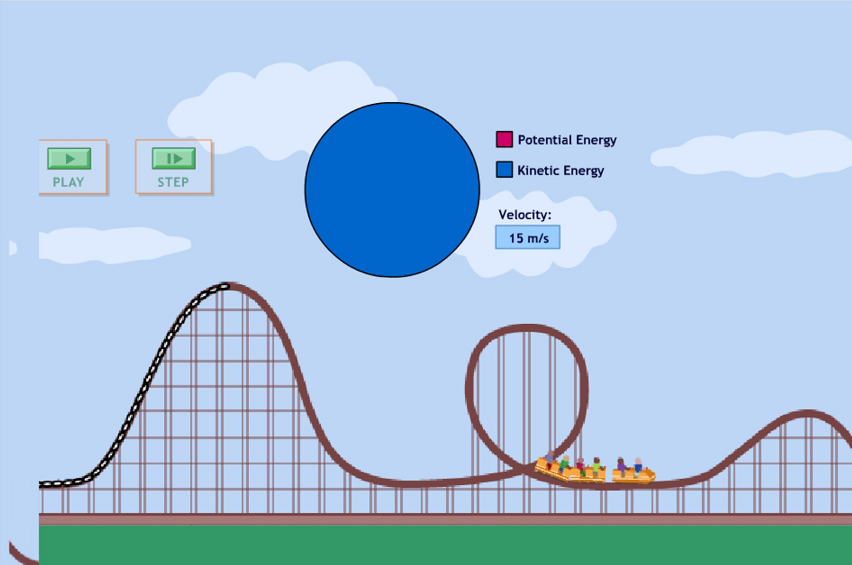 Potential Energy
Kinetic Energy
PLAY
STEP
Velocity:
15 m/s